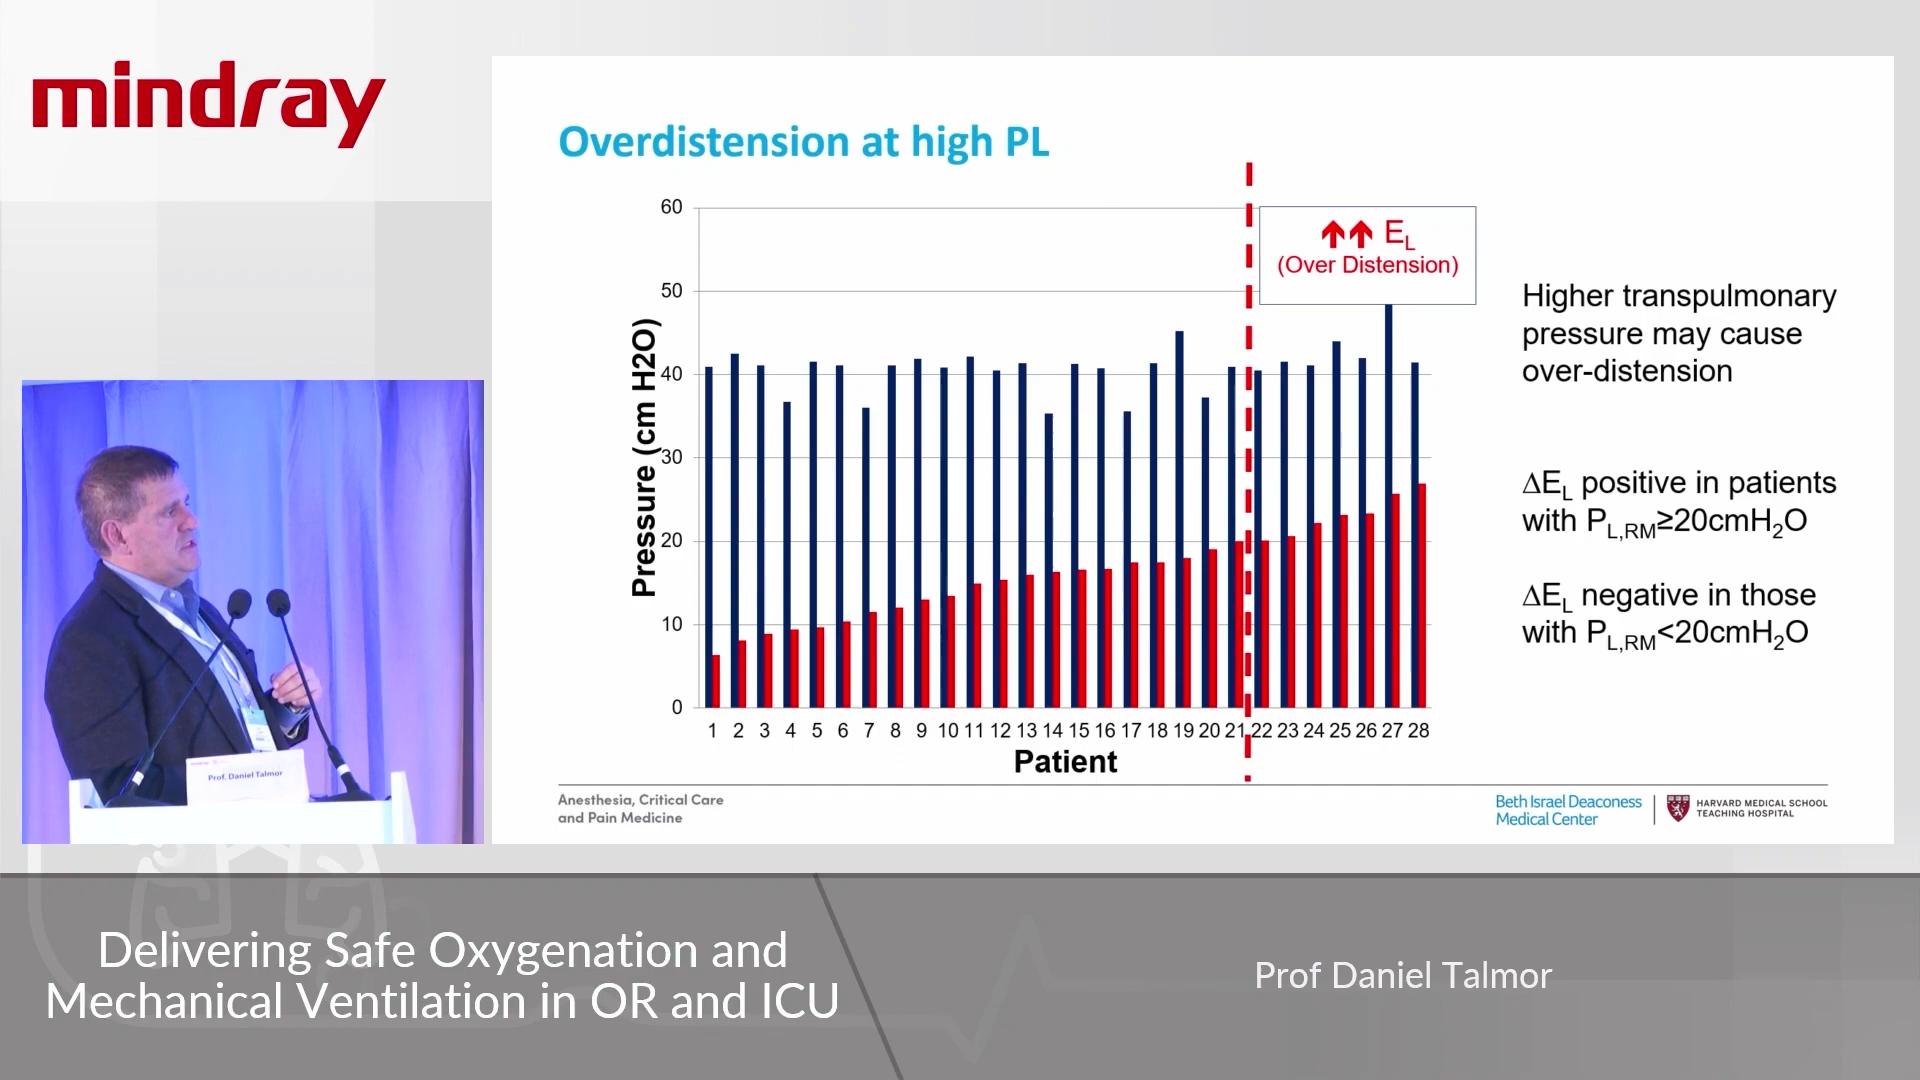 mindray
Overdistension at high PL
60
50
40
30
20
10
0
Pressure (cm H2O)
EL
(Over Distension)
1 2 3 4 5 6 7 8 9 10 11 12 13 14 15 16 17 18 19 20 21 22 23 24 25 26 27 28
Patient
Higher transpulmonary
pressure may cause
over-distension
∆EL positive in patients
with PL,RM≥20cmH2O
∆EL negative in those
with PL,RM<20cmH2O
Anesthesia, Critical Care
and Pain Medicine
Beth Israel Deaconess
Medical Center
HARVARD MEDICAL SCHOOL
TEACHING HOSPITAL
Prof. Daniel Talmor
Delivering Safe Oxygenation and
Mechanical Ventilation in OR and ICU
Prof Daniel Talmor